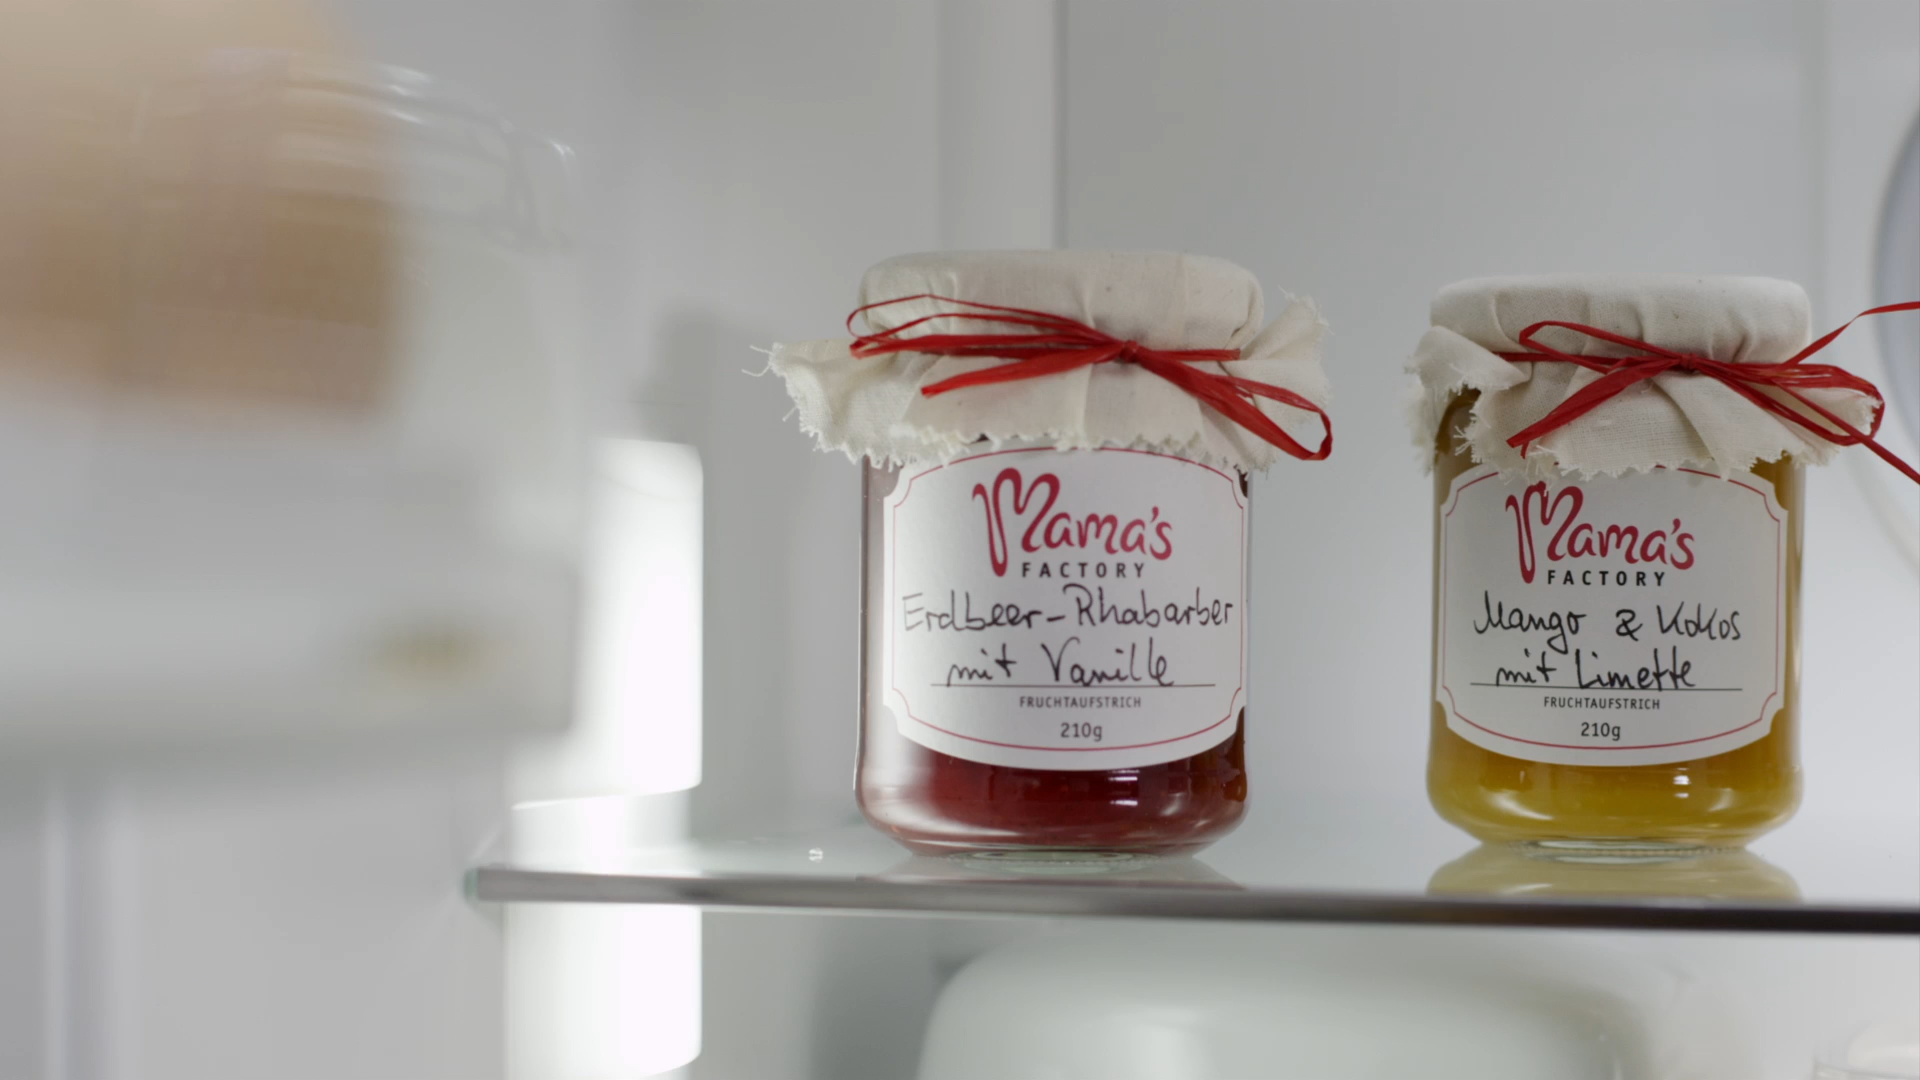 Mama's
FACTORY
Erdbeer-Rhabarber
mit Vanille
FRUCHTAUFSTRICH
210g
Mama's
FACTORY
Mango & Kokos
mit Limette
FRUCHTAUFSTRICH
210g